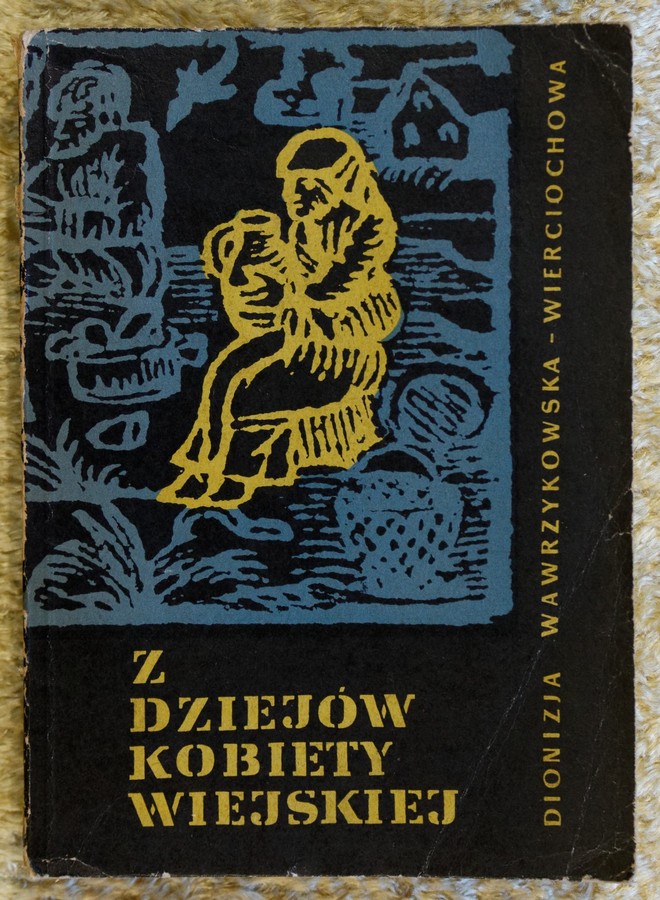 Z
DZIEJÓW
KOBIETY
WIEJSKIEJ
DIONIZJA WAWRZYKOWSKA - WIERCIOCHOWA